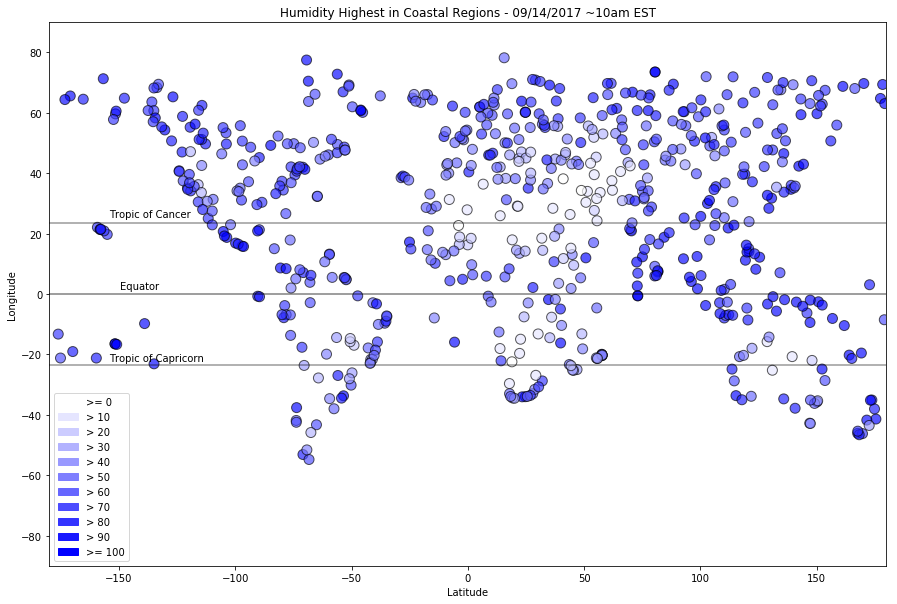 Humidity Highest in Coastal Regions - 09/14/2017 ~10am EST
80
60
40
Tropic of Cancer
20
Longitude
Equator
0
Tropic of Capricorn
−20
−40
−60
−80
>= 0
> 10
> 20
> 30
> 40
> 50
> 60
> 70
> 80
> 90
>= 100
−150 −100 −50 0 50 100 150
Latitude